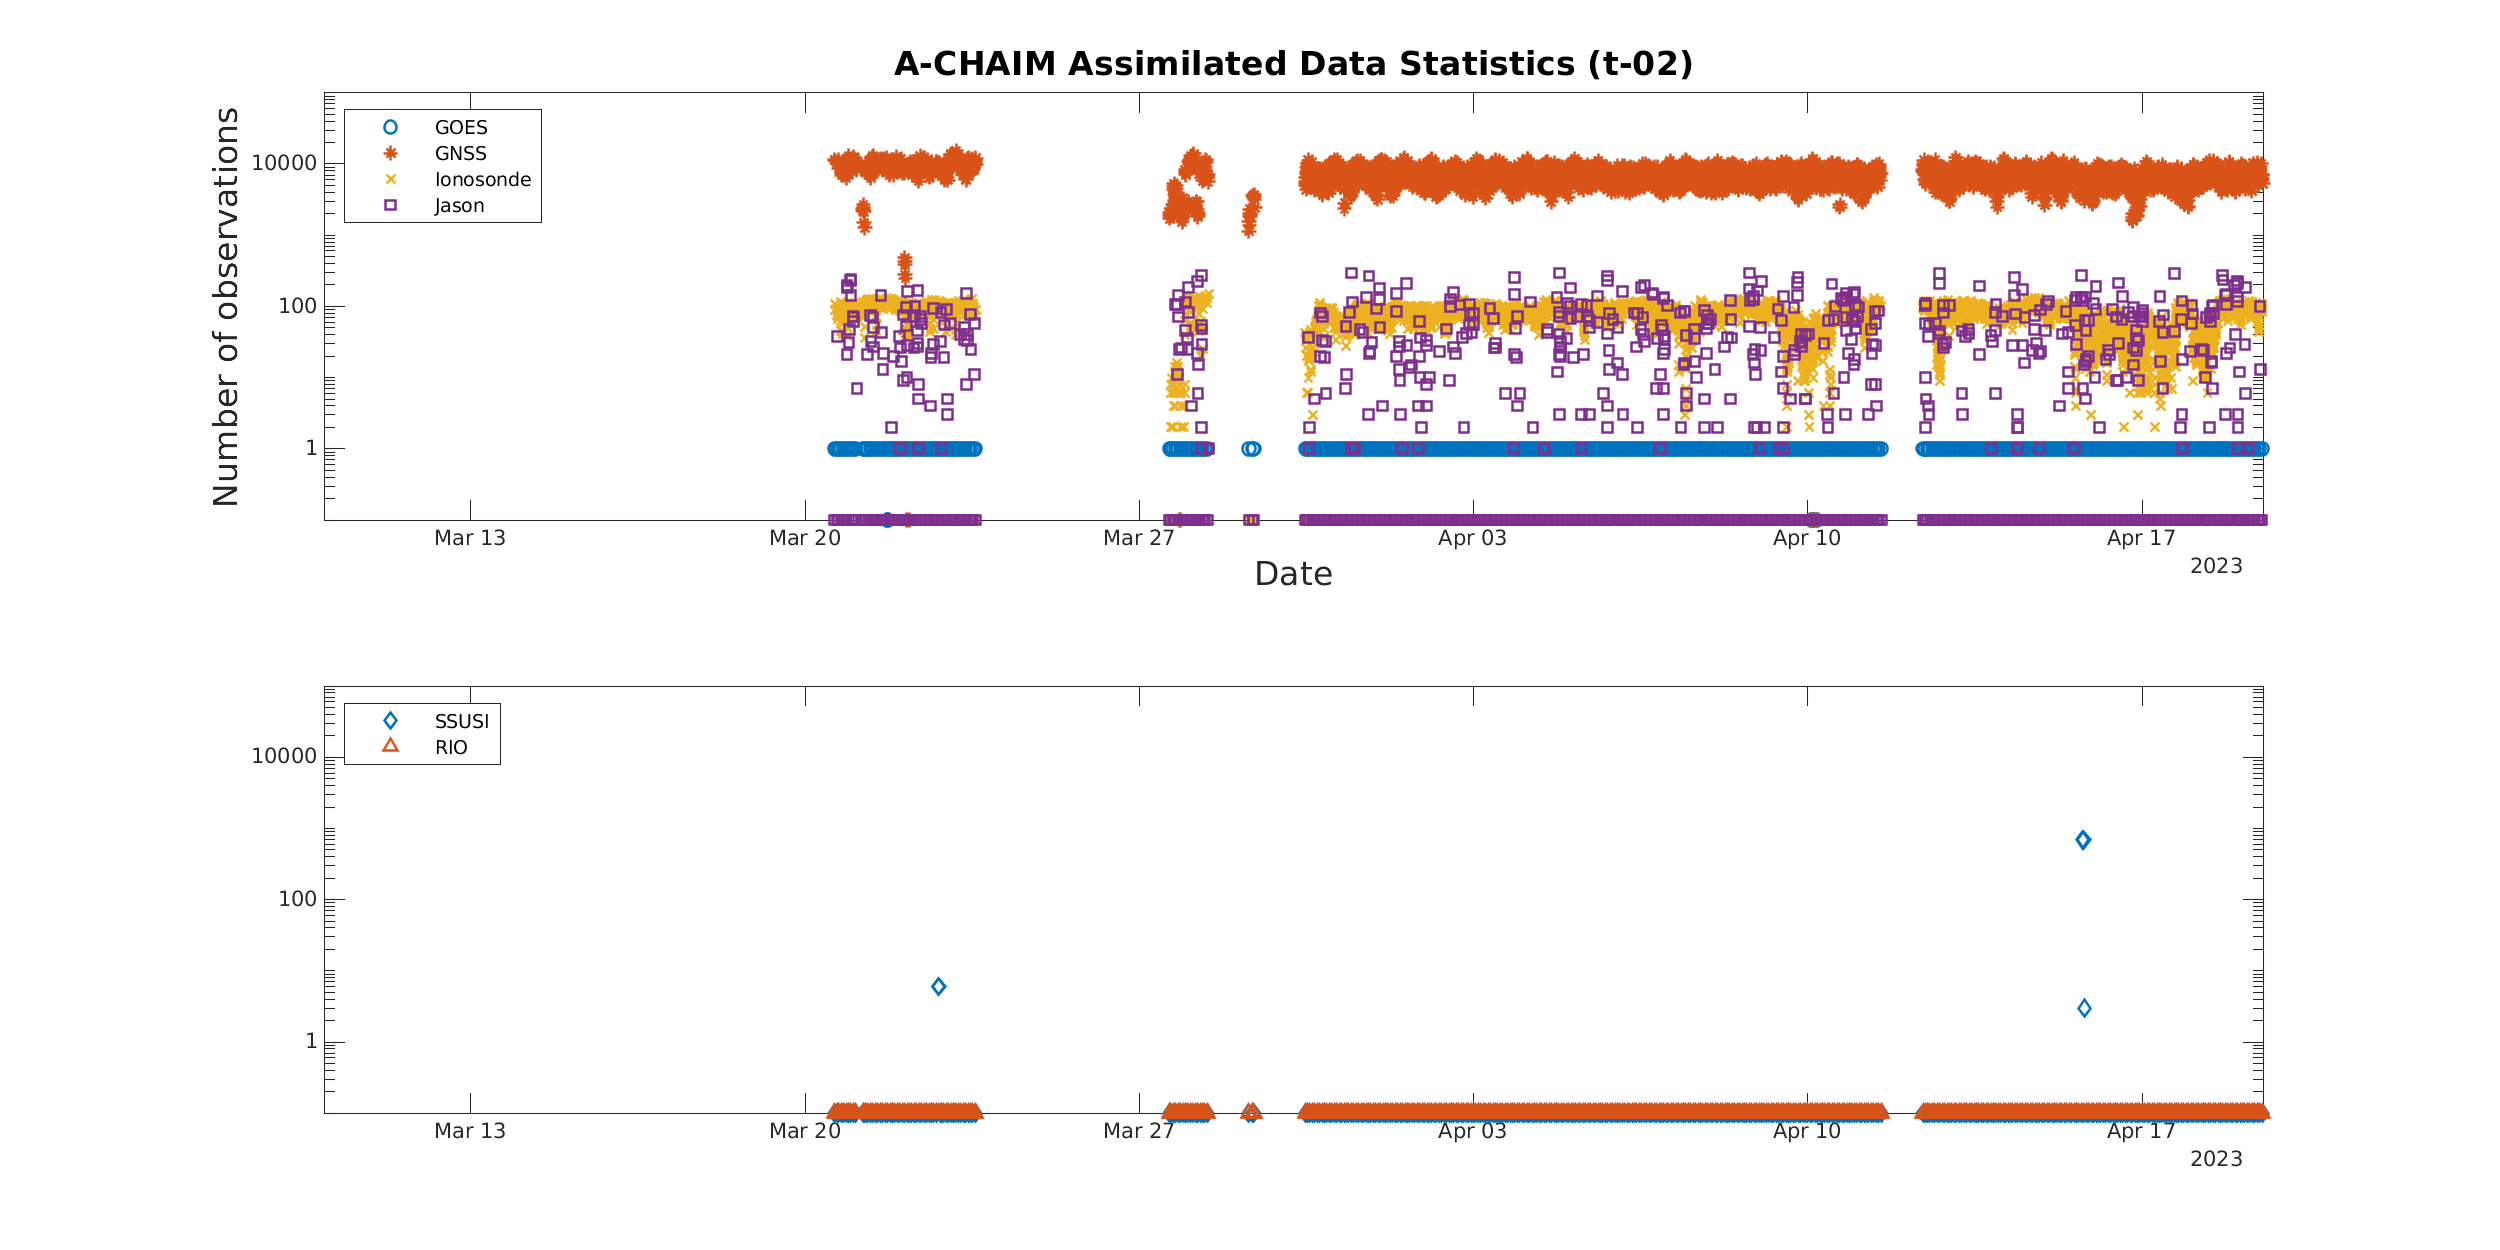 A-CHAIM Assimilated Data Statistics (t-02)
Number of observations
10000
100
1
GOES
GNSS
Ionosonde
Jason
Mar 13
Mar 20
Mar 27
Apr 03
Apr 10
Apr 17
2023
Date
10000
100
1
SSUSI
RIO
Mar 13
Mar 20
Mar 27
Apr 03
Apr 10
Apr 17
2023